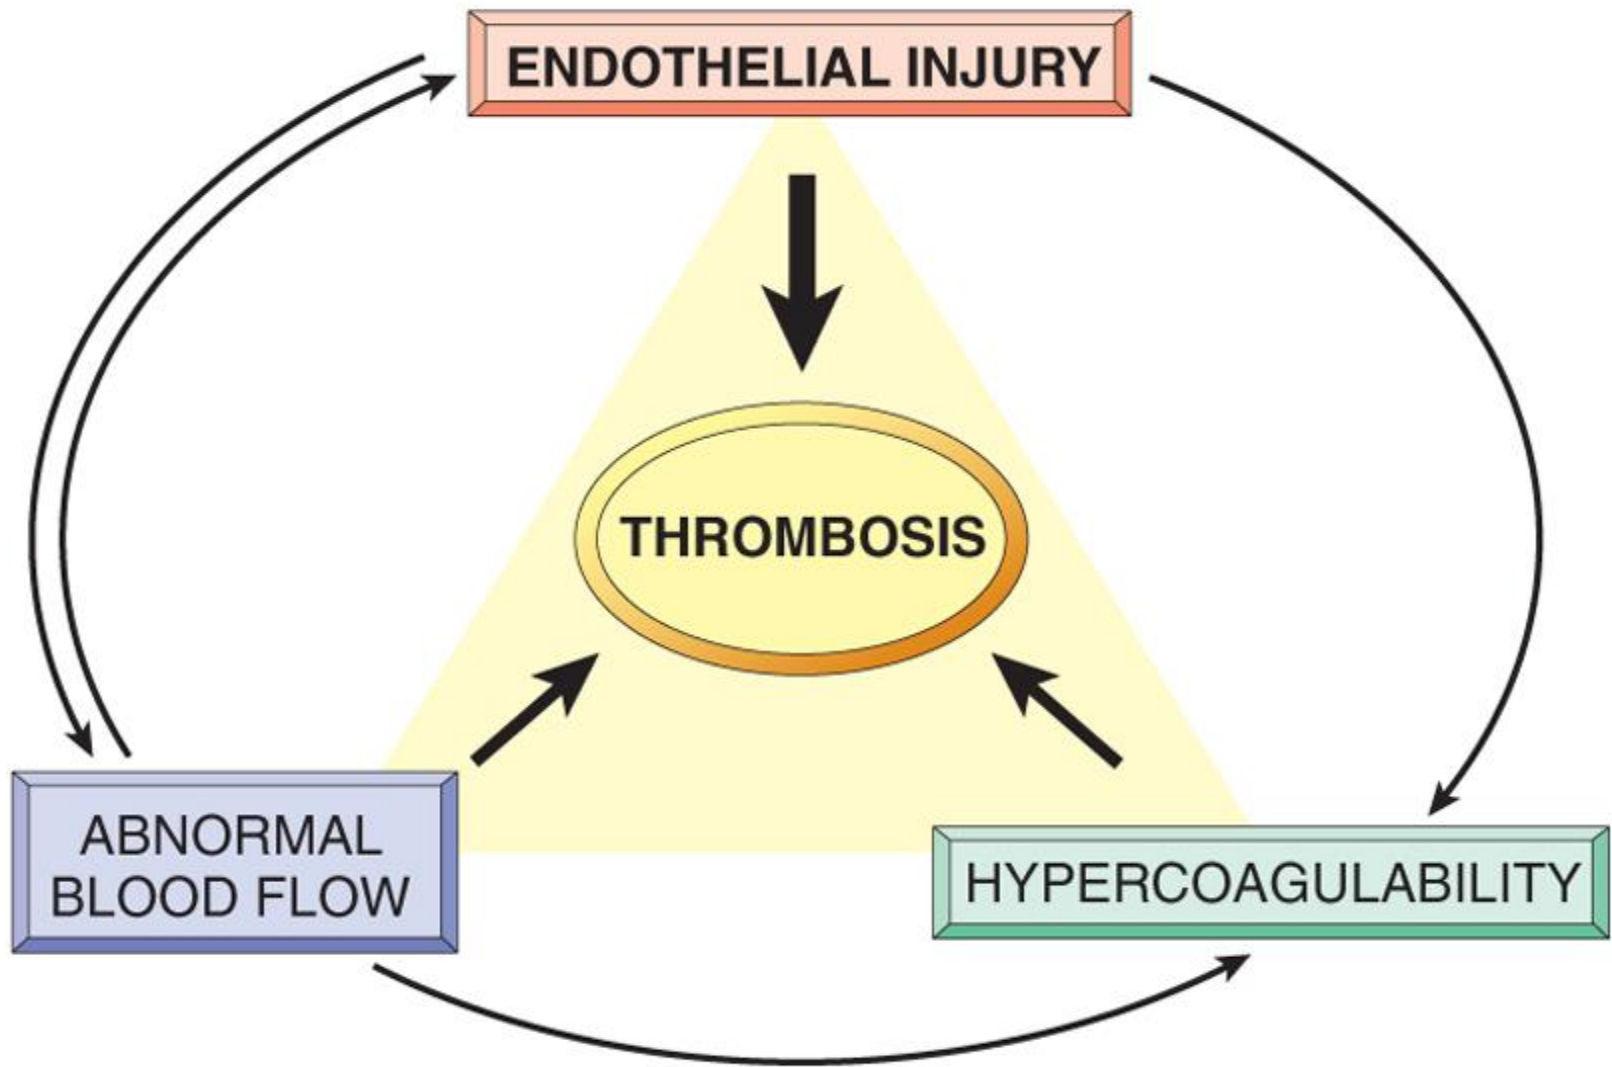 ENDOTHELIAL INJURY
THROMBOSIS
ABNORMAL
BLOOD FLOW
HYPERCOAGULABILITY